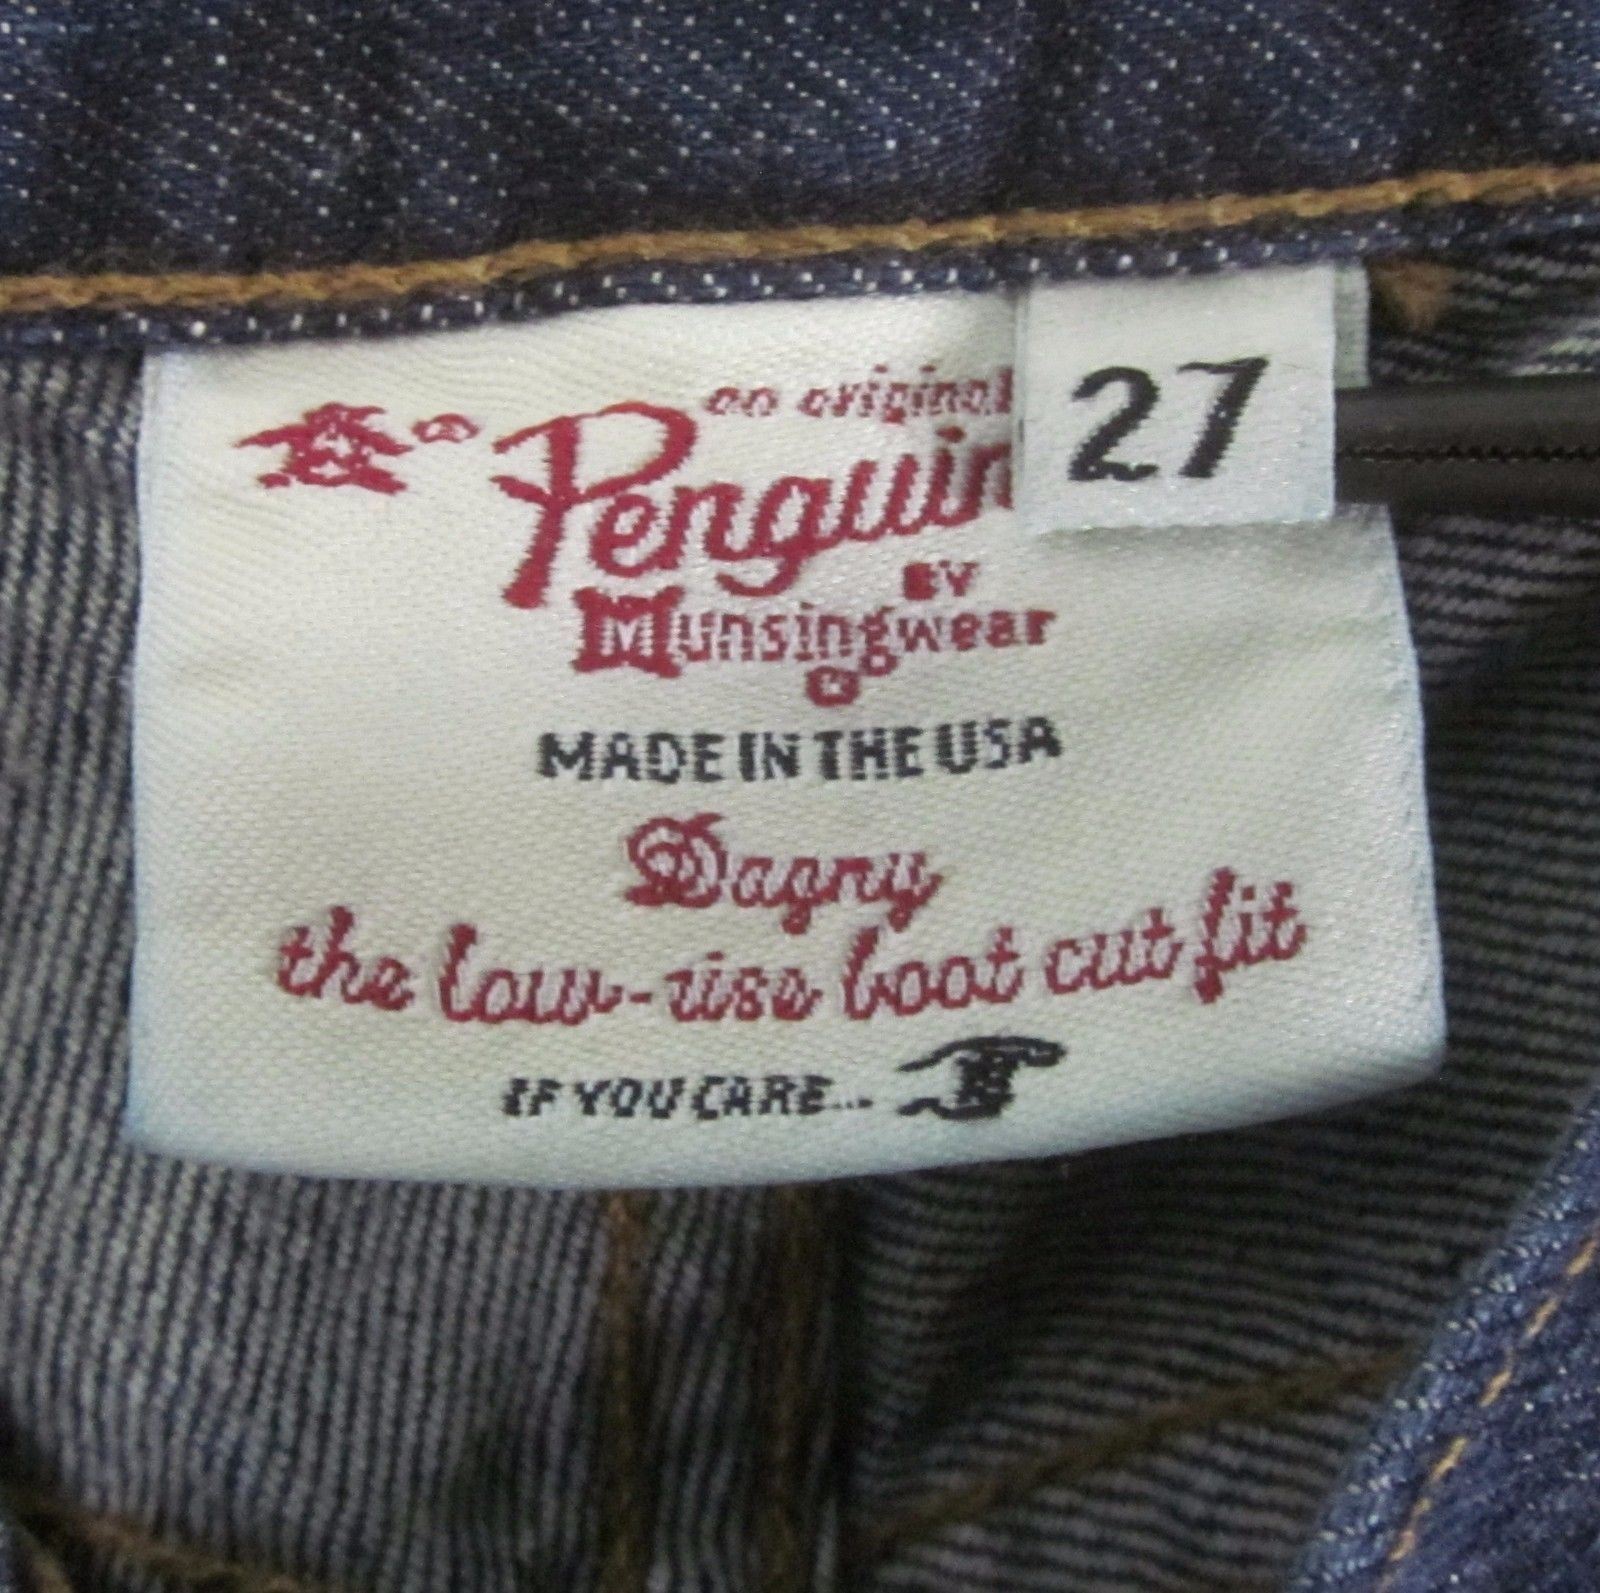 an original
27
Penguin
BY
Munsingwear
®
MADE IN THE USA
Dagny
the low-rise boot cut fit
IF YOU CARE...